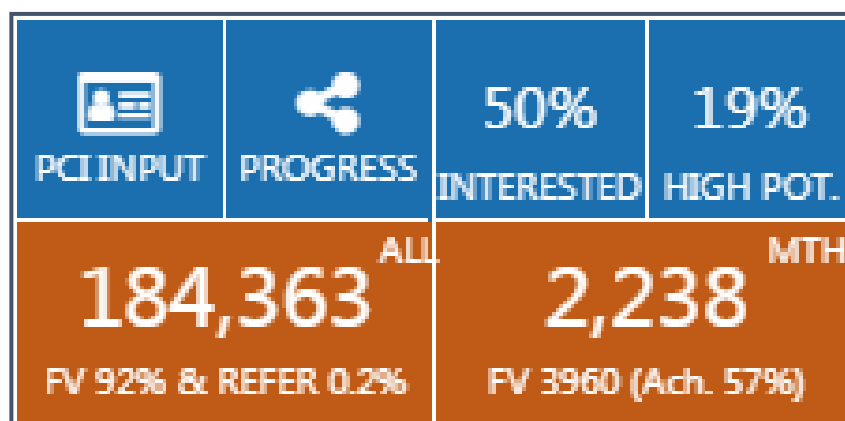 50%
19%
PCI INPUT
PROGRESS
INTERESTED
HIGH POT.
ALL
184,363
FV 92% & REFER 0.2%
MTH
2,238
FV 3960 (Ach. 57%)